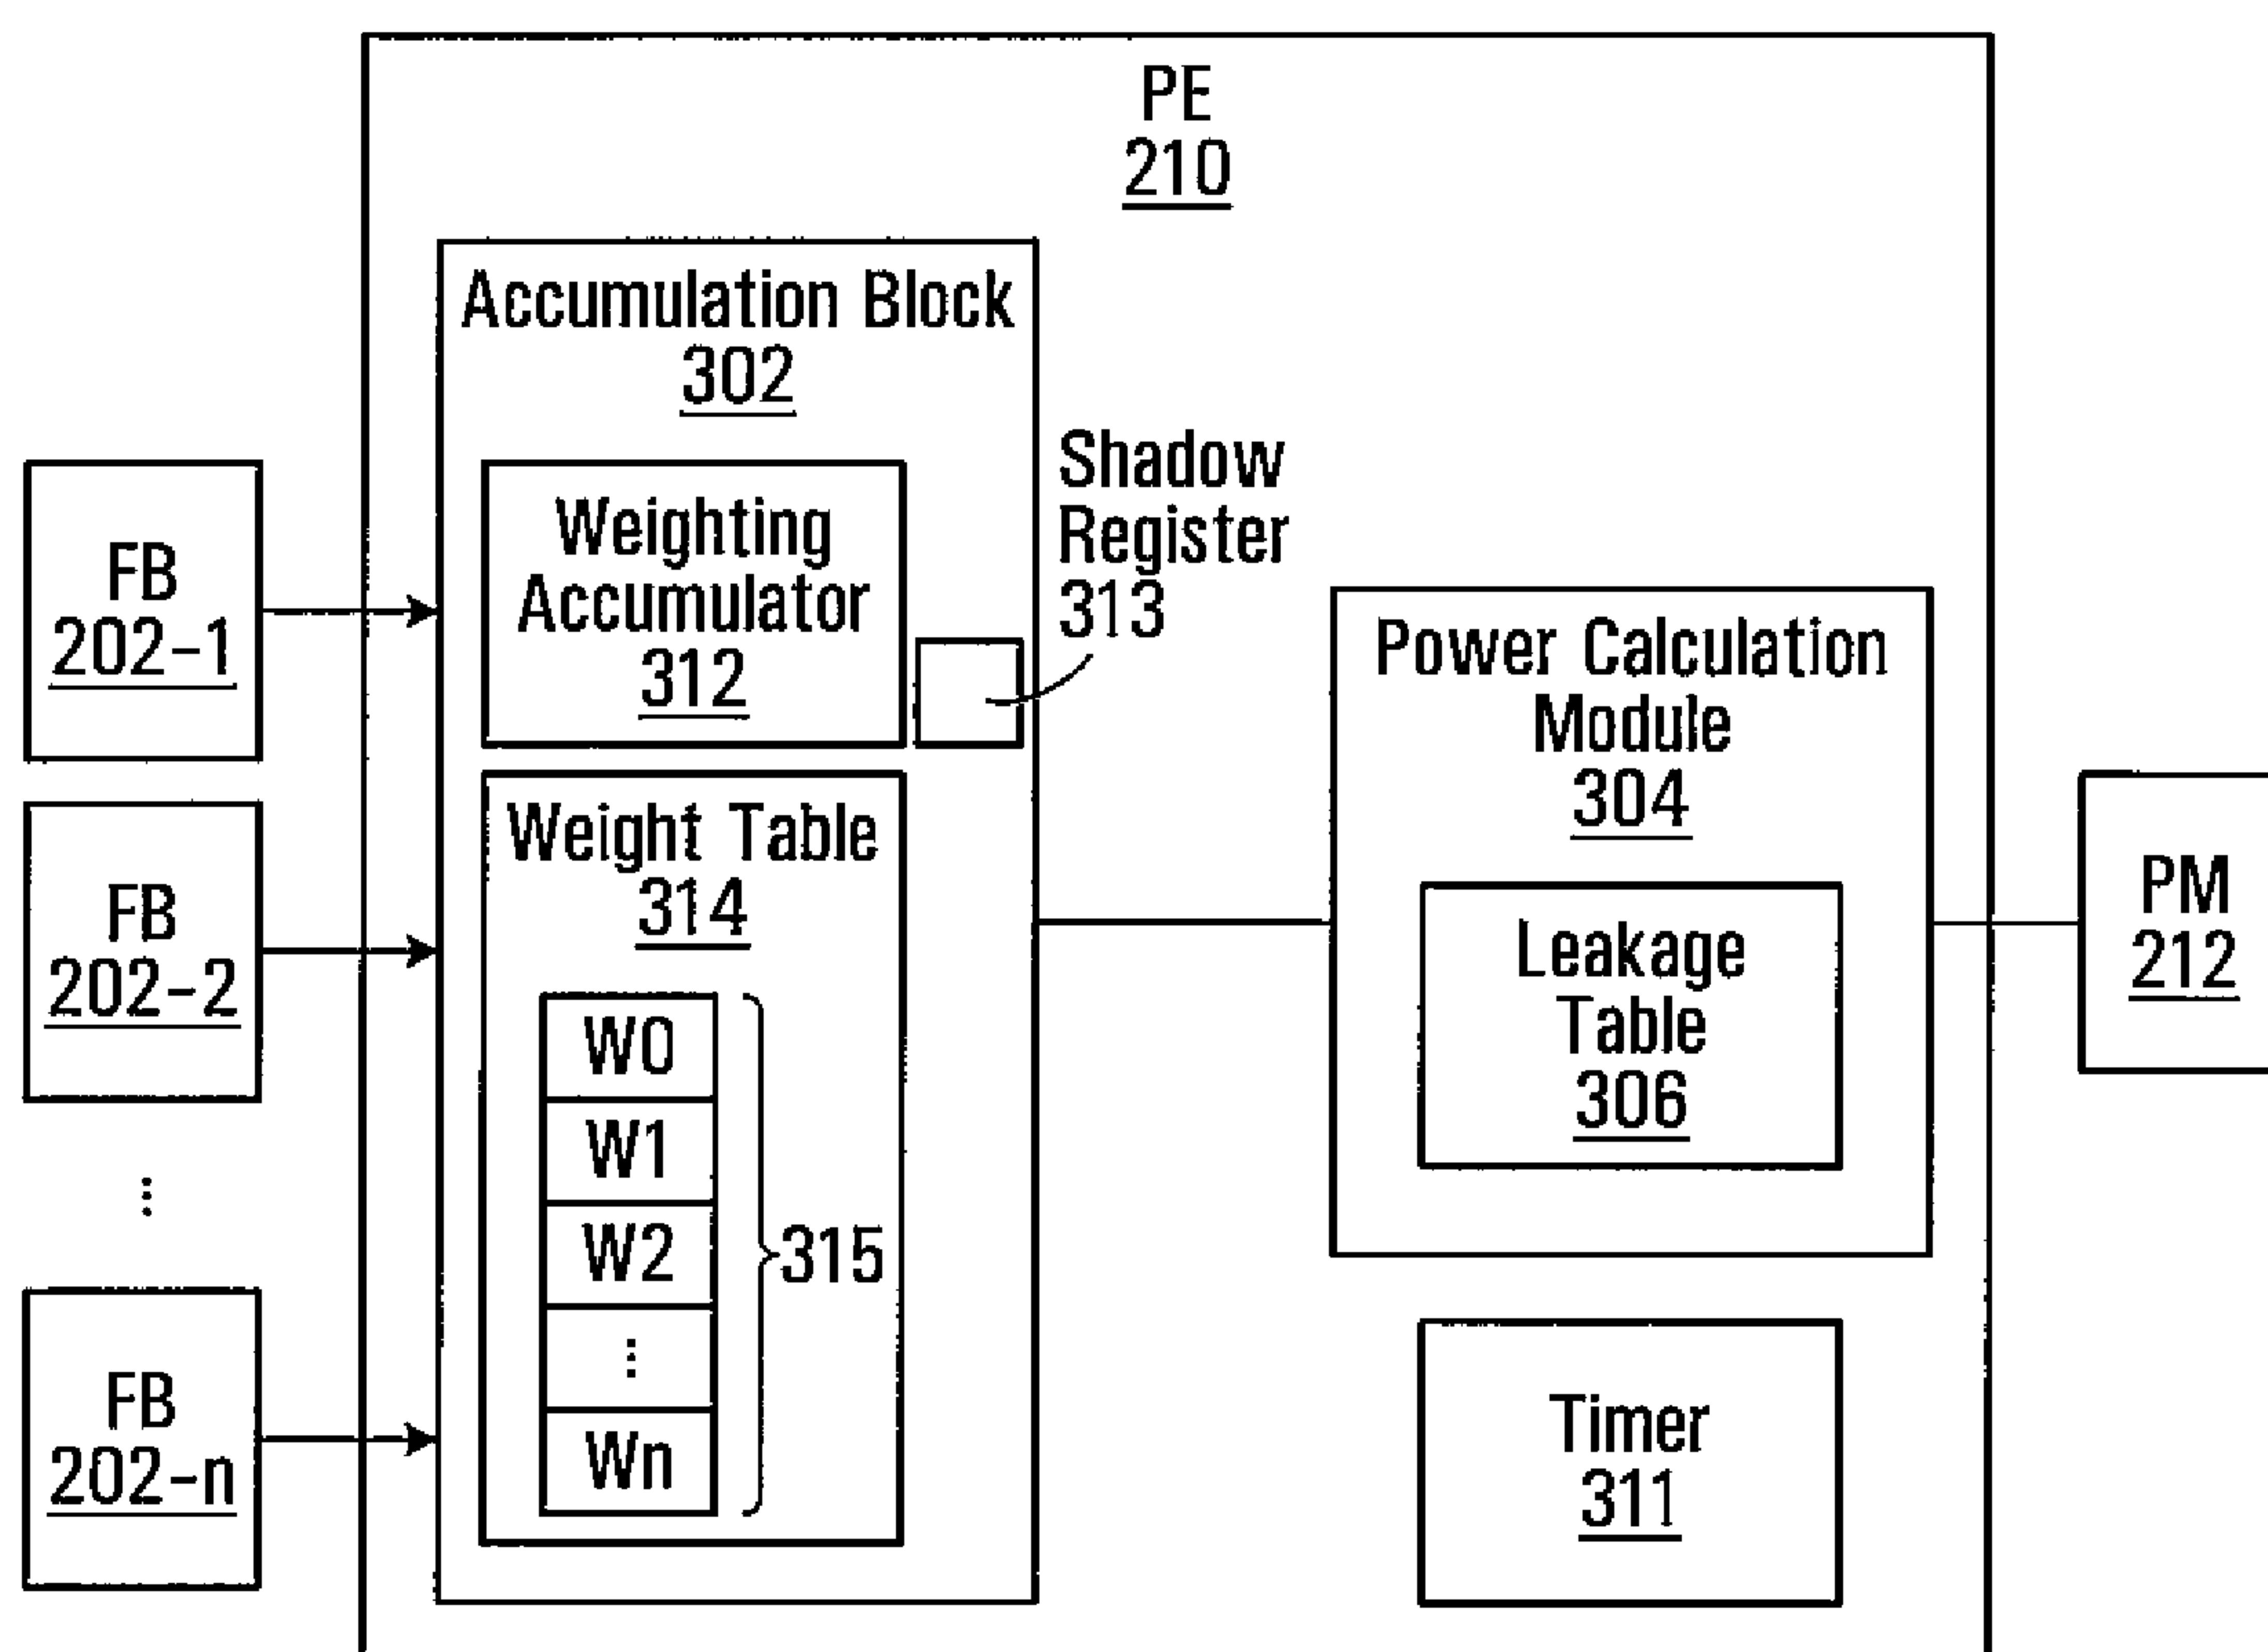 PE
210
Accumulation Block
302
Weighting
Accumulator
312
Shadow
Register
313
Weight Table
314
W0
W1
W2
⋮
Wn
315
FB
202-1
FB
202-2
⋮
FB
202-n
Power Calculation
Module
304
Leakage
Table
306
Timer
311
PM
212